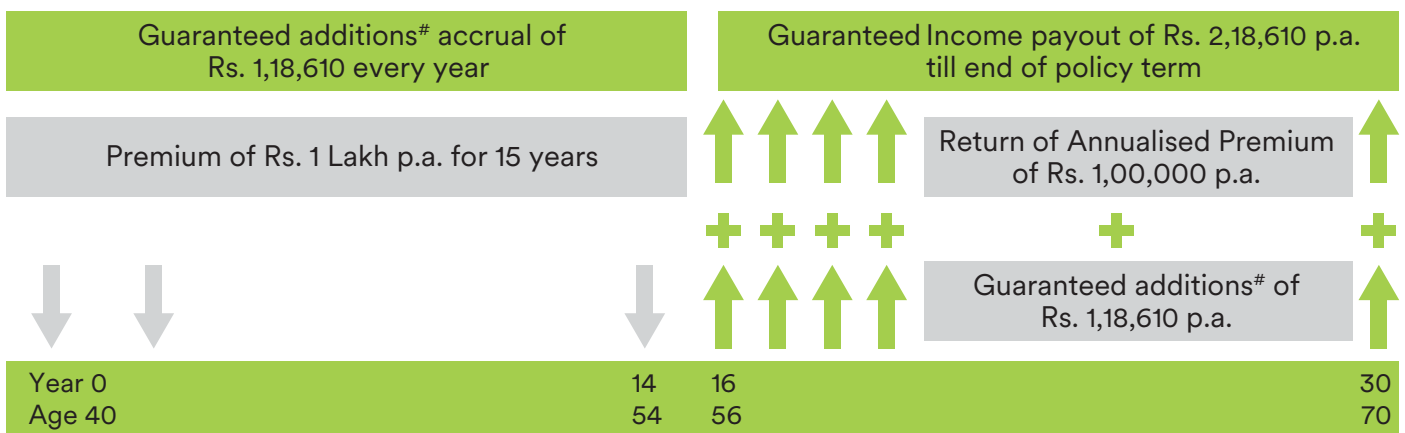 Guaranteed additions# accrual of
Rs. 1,18,610 every year
Guaranteed Income payout of Rs. 2,18,610 p.a.
till end of policy term
Premium of Rs. 1 Lakh p.a. for 15 years
Return of Annualised Premium
of Rs. 1,00,000 p.a.
Guaranteed additions# of
Rs. 1,18,610 p.a.
Year 0 14 16 30
Age 40 54 56 70